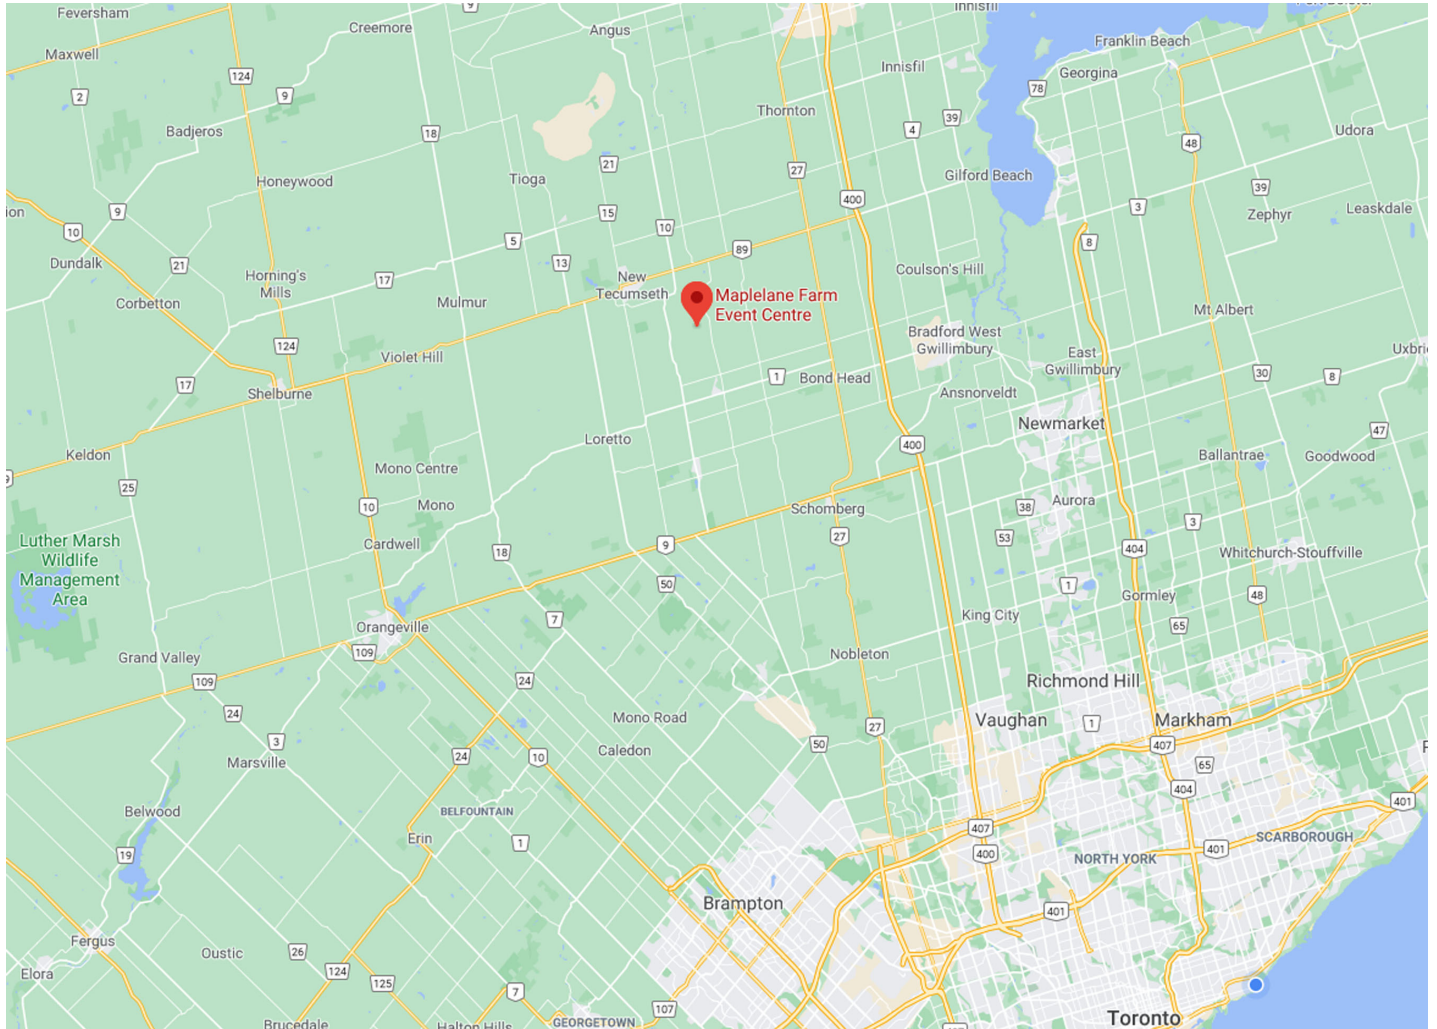 Feversham
9
Creemore
Angus
Innisfil
Maxwell
Franklin Beach
124
Innisfil
Georgina
2
9
78
Thornton
39
Badjeros
18
4
Udora
48
21
27
Gilford Beach
Honeywood
Tioga
39
400
9
15
3
Zephyr
Leaskdale
ion
10
10
5
89
8
Dundalk
21
13
Coulson's Hill
Horning's
Mills
17
New
Tecumseth
Corbetton
Mulmur
Maplelane Farm
Event Centre
Mt Albert
Bradford West
Gwillimbury
124
Violet Hill
East
Gwillimbury
Uxbri
17
1
Bond Head
30
8
Shelburne
Ansnorveldt
Newmarket
47
Loretto
400
Keldon
Mono Centre
Ballantrae
Goodwood
9
25
10
Mono
Schomberg
38
Aurora
3
Luther Marsh
Wildlife
Management
Area
Cardwell
18
9
27
53
404
Whitchurch-Stouffville
50
1
Gormley
48
7
King City
65
Orangeville
109
Grand Valley
Nobleton
109
24
Richmond Hill
24
Mono Road
Vaughan
1
Markham
3
27
407
Marsville
24
10
Caledon
50
65
404
401
Belwood
BELFOUNTAIN
407
SCARBOROUGH
Erin
1
400
401
NORTH YORK
19
Brampton
401
Fergus
Oustic
26
Elora
124
125
7
107
Toronto
Brucedale
Halton Hills
GEORGETOWN